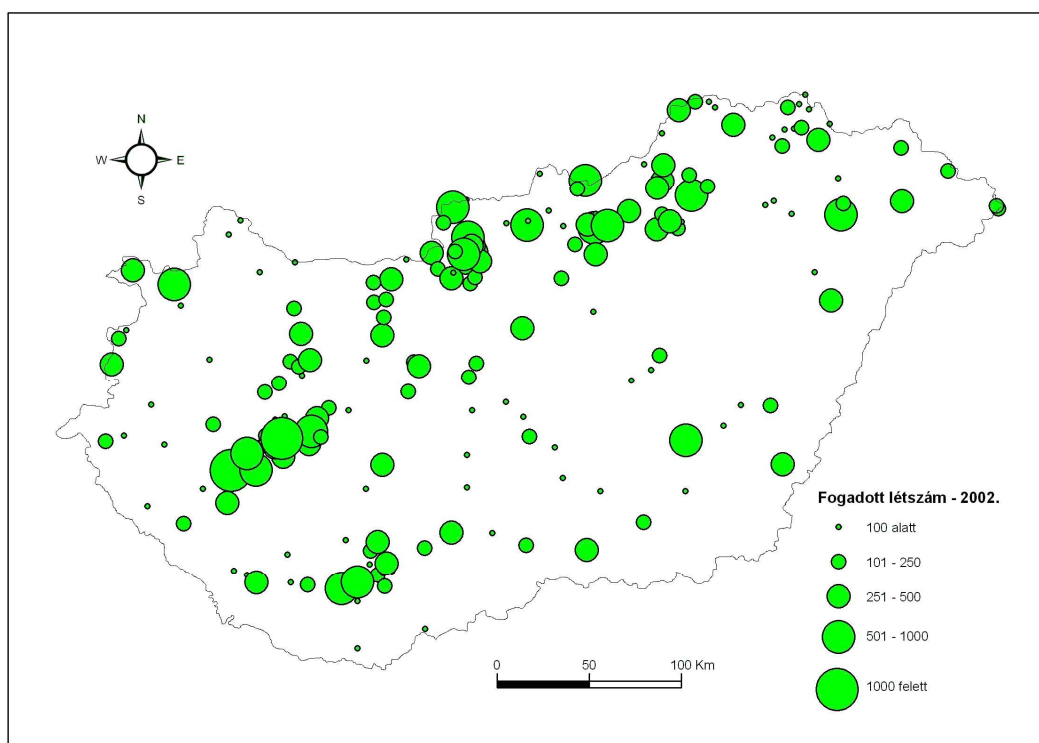 N
W E
S
Fogadott létszám - 2002.
100 alatt
101 - 250
251 - 500
501 - 1000
1000 felett
0 50 100 Km